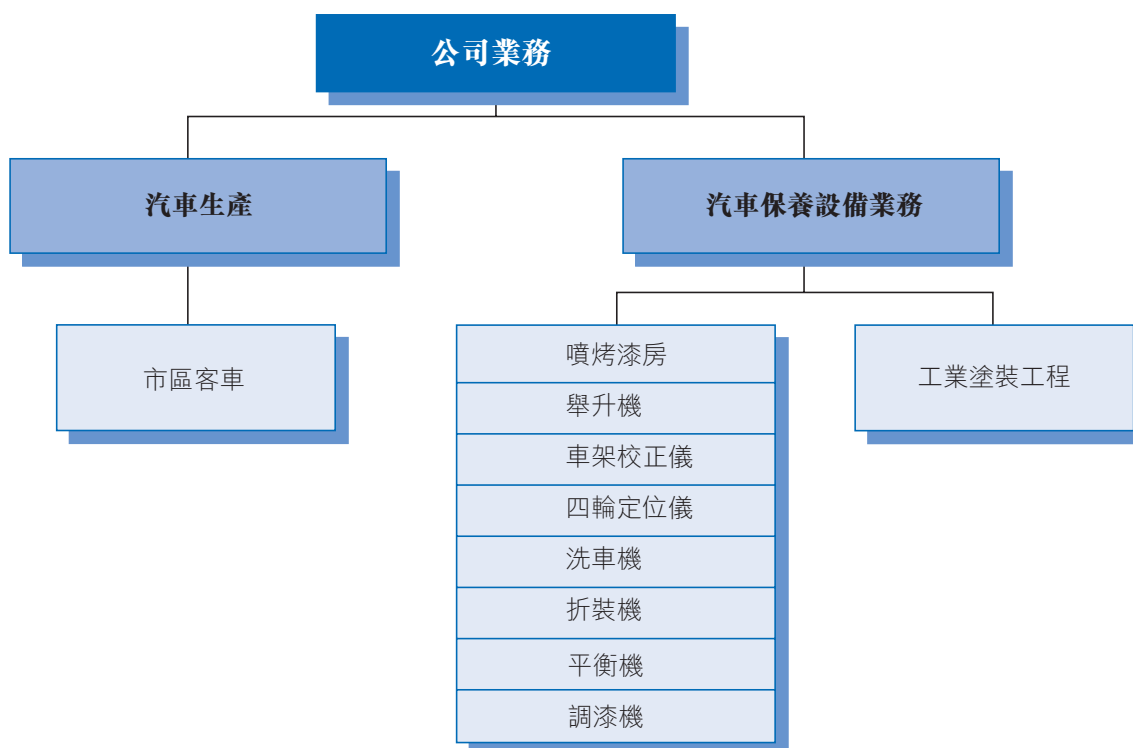 公司業務
汽車生產
汽車保養設備業務
市區客車
噴烤漆房
舉升機
車架校正儀
四輪定位儀
洗車機
折裝機
平衡機
調漆機
工業塗裝工程